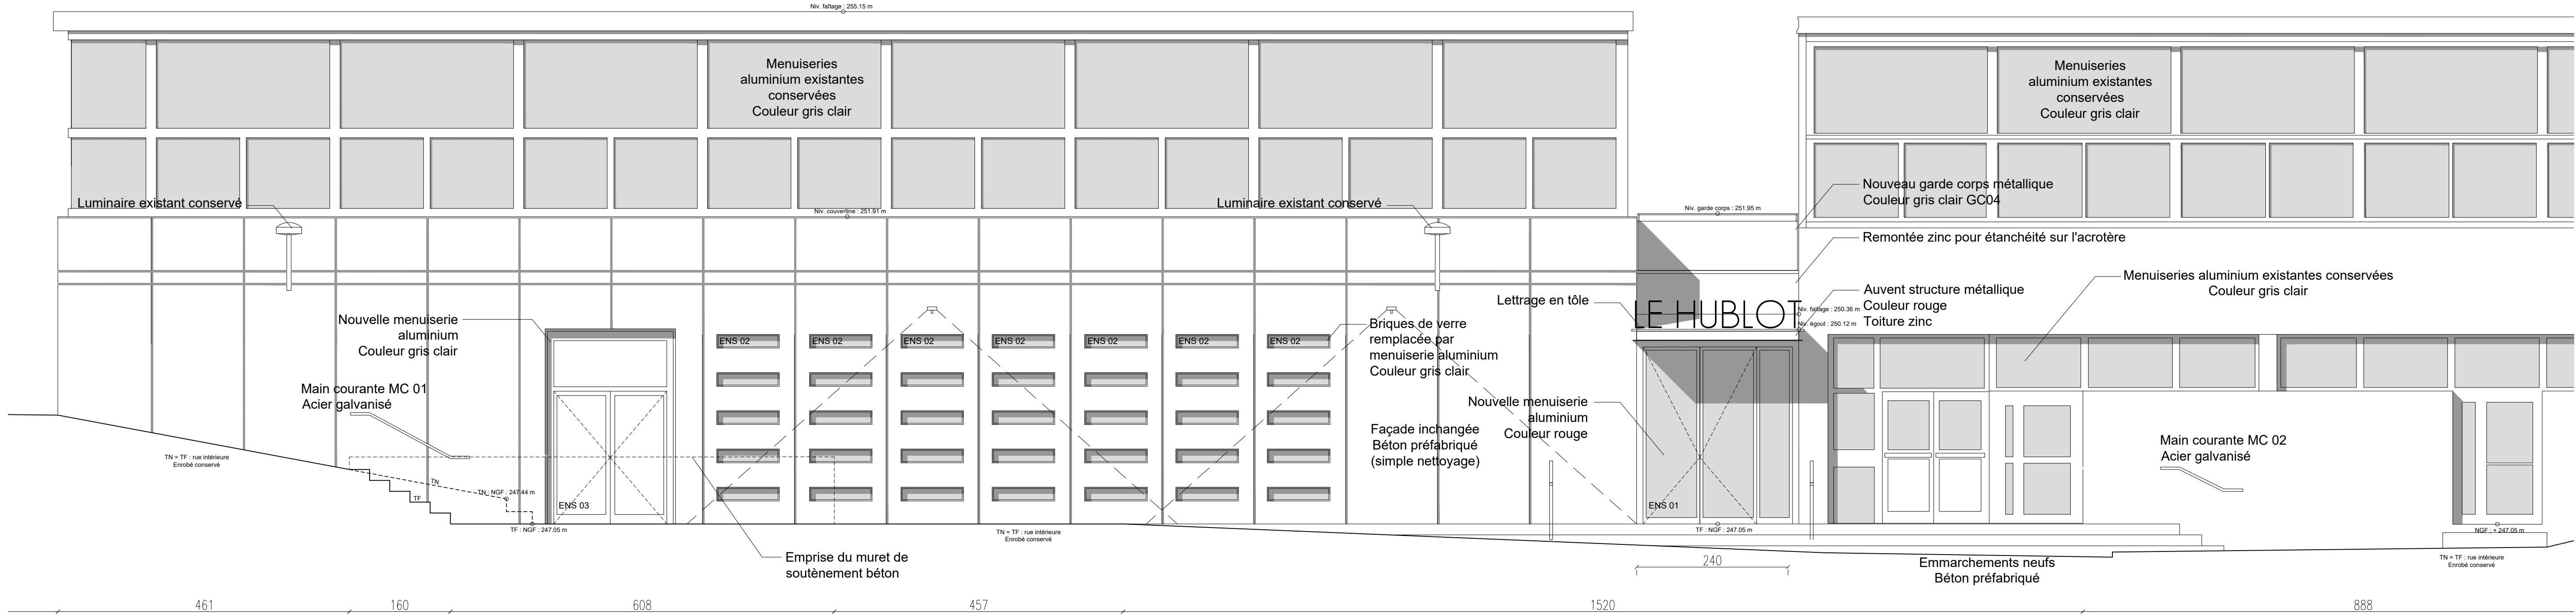 Niv. faîtage : 255.15 m
Menuiseries
aluminium existantes
conservées
Couleur gris clair
Menuiseries
aluminium existantes
conservées
Couleur gris clair
Luminaire existant conservé
Niv. couvertine : 251.91 m
Luminaire existant conservé
Niv. garde corps : 251.95 m
Nouveau garde corps métallique
Couleur gris clair GC04
Remontée zinc pour étanchéité sur l'acrotère
Menuiseries aluminium existantes conservées
Couleur gris clair
Auvent structure métallique
Couleur rouge
Toiture zinc
Lettrage en tôle
LE HUBLOT
Niv. faîtage : 250.36 m
Niv. égout : 250.12 m
Nouvelle menuiserie
aluminium
Couleur gris clair
Briques de verre
remplacée par
menuiserie aluminium
Couleur gris clair
ENS 02
ENS 02
ENS 02
ENS 02
ENS 02
ENS 02
ENS 02
Main courante MC 01
Acier galvanisé
Nouvelle menuiserie
aluminium
Couleur rouge
Façade inchangée
Béton préfabriqué
(simple nettoyage)
Main courante MC 02
Acier galvanisé
TN = TF : rue intérieure
Enrobé conservé
TN
TF
TN : NGF : 247.44 m
ENS 03
ENS 01
TF : NGF : 247.05 m
TN = TF : rue intérieure
Enrobé conservé
TF : NGF : 247.05 m
NGF : + 247.05 m
Emprise du muret de
soutènement béton
240
Emmarchements neufs
Béton préfabriqué
TN = TF : rue intérieure
Enrobé conservé
461
160
608
457
1520
888